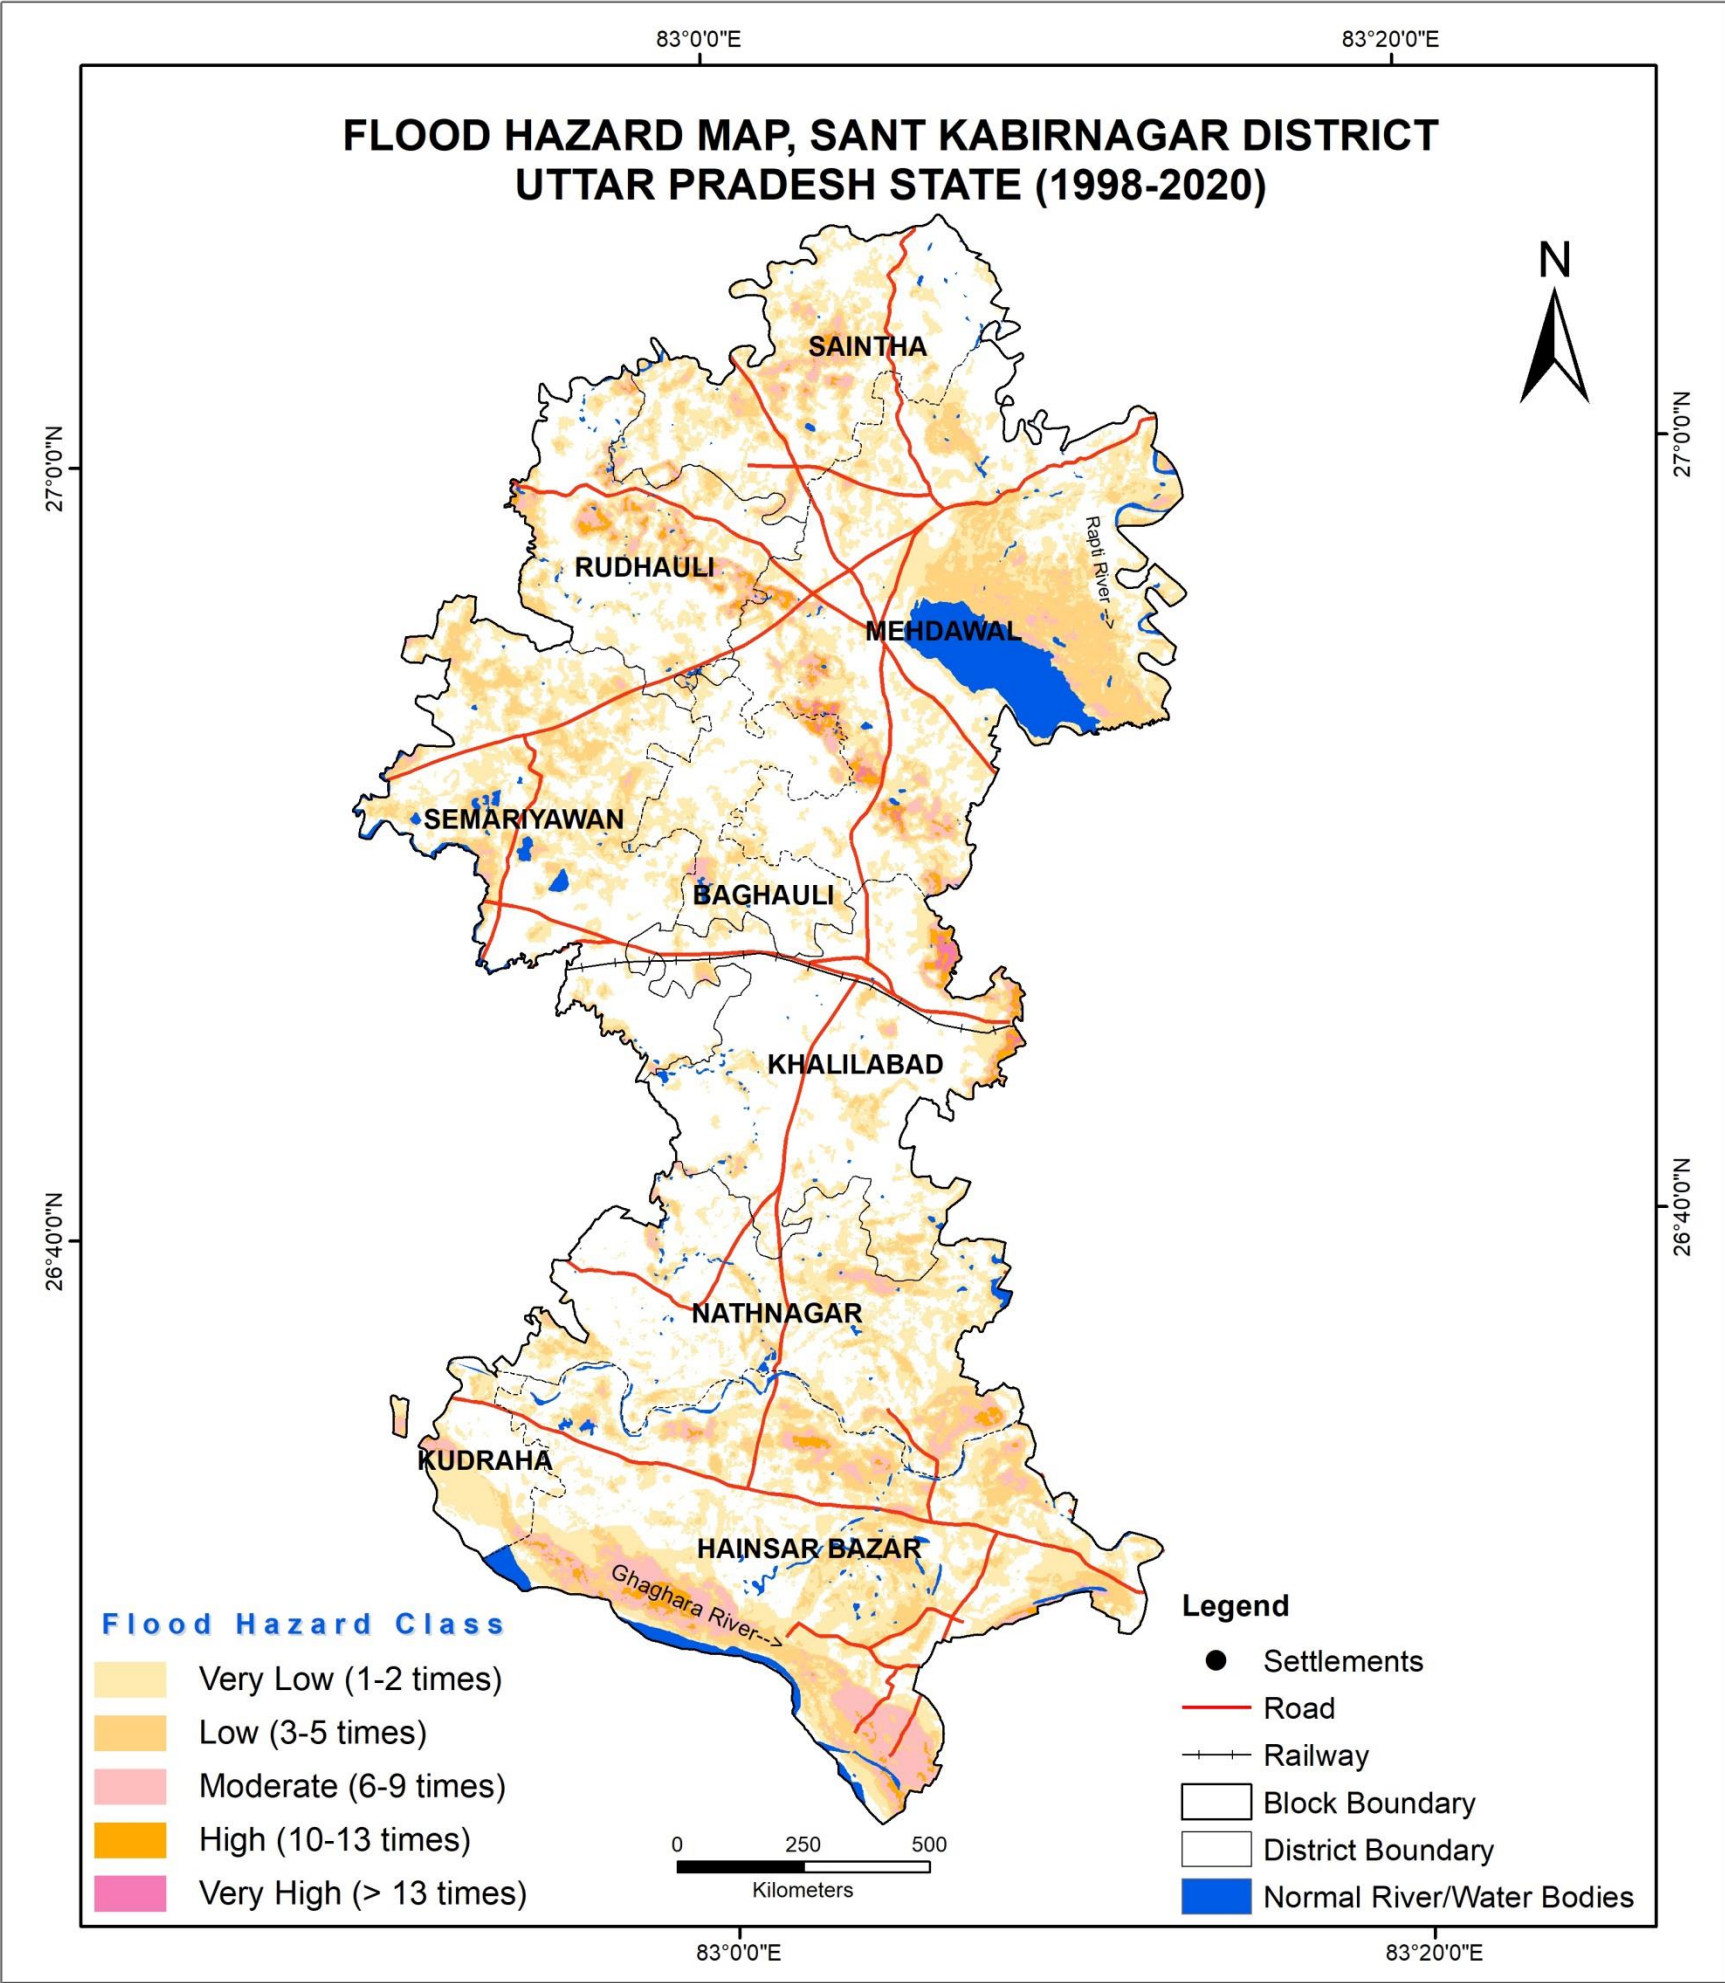 83°0'0"E
83°20'0"E
FLOOD HAZARD MAP, SANT KABIRNAGAR DISTRICT
UTTAR PRADESH STATE (1998-2020)
N
SAINTHA
27°0'0"N
27°0'0"N
Rapti River -->
RUDHAULI
MEHDAWAL
SEMARIYAWAN
BAGHAULI
KHALILABAD
26°40'0"N
26°40'0"N
NATHNAGAR
KUDRAHA
HAINSAR BAZAR
Ghaghara River-->
Flood Hazard Class
Very Low (1-2 times)
Low (3-5 times)
Moderate (6-9 times)
High (10-13 times)
Very High (> 13 times)
0 250 500
Kilometers
Legend
Settlements
Road
Railway
Block Boundary
District Boundary
Normal River/Water Bodies
83°0'0"E
83°20'0"E